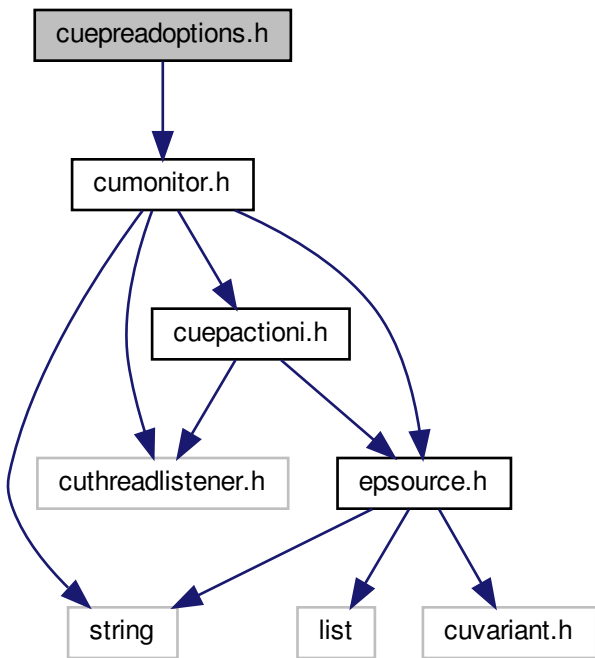 cuepreadoptions.h
cumonitor.h
cuepactioni.h
cuthreadlistener.h
epsource.h
string
list
cuvariant.h